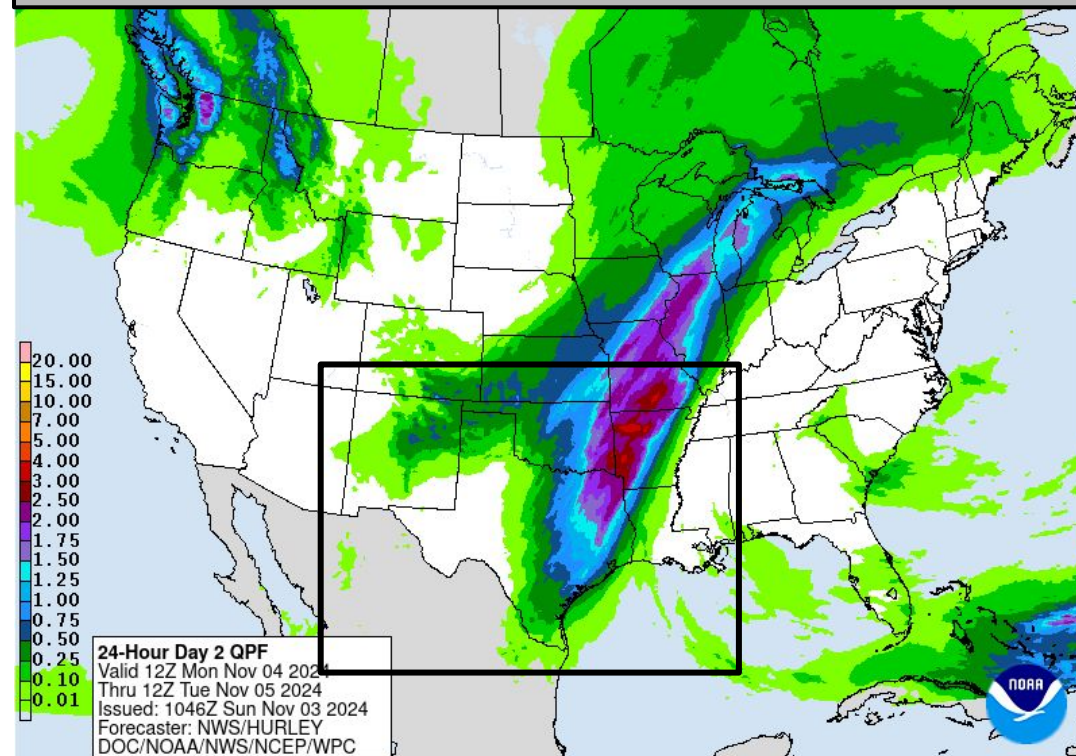 20.00
15.00
10.00
7.00
5.00
4.00
3.00
2.50
2.00
1.75
1.50
1.25
1.00
0.75
0.50
0.25
0.10
0.01
24-Hour Day 2 QPF
Valid 12Z Mon Nov 04 2024
Thru 12Z Tue Nov 05 2024
Issued: 1046Z Sun Nov 03 2024
Forecaster: NWS/HURLEY
DOC/NOAA/NWS/NCEP/WPC
NOAA